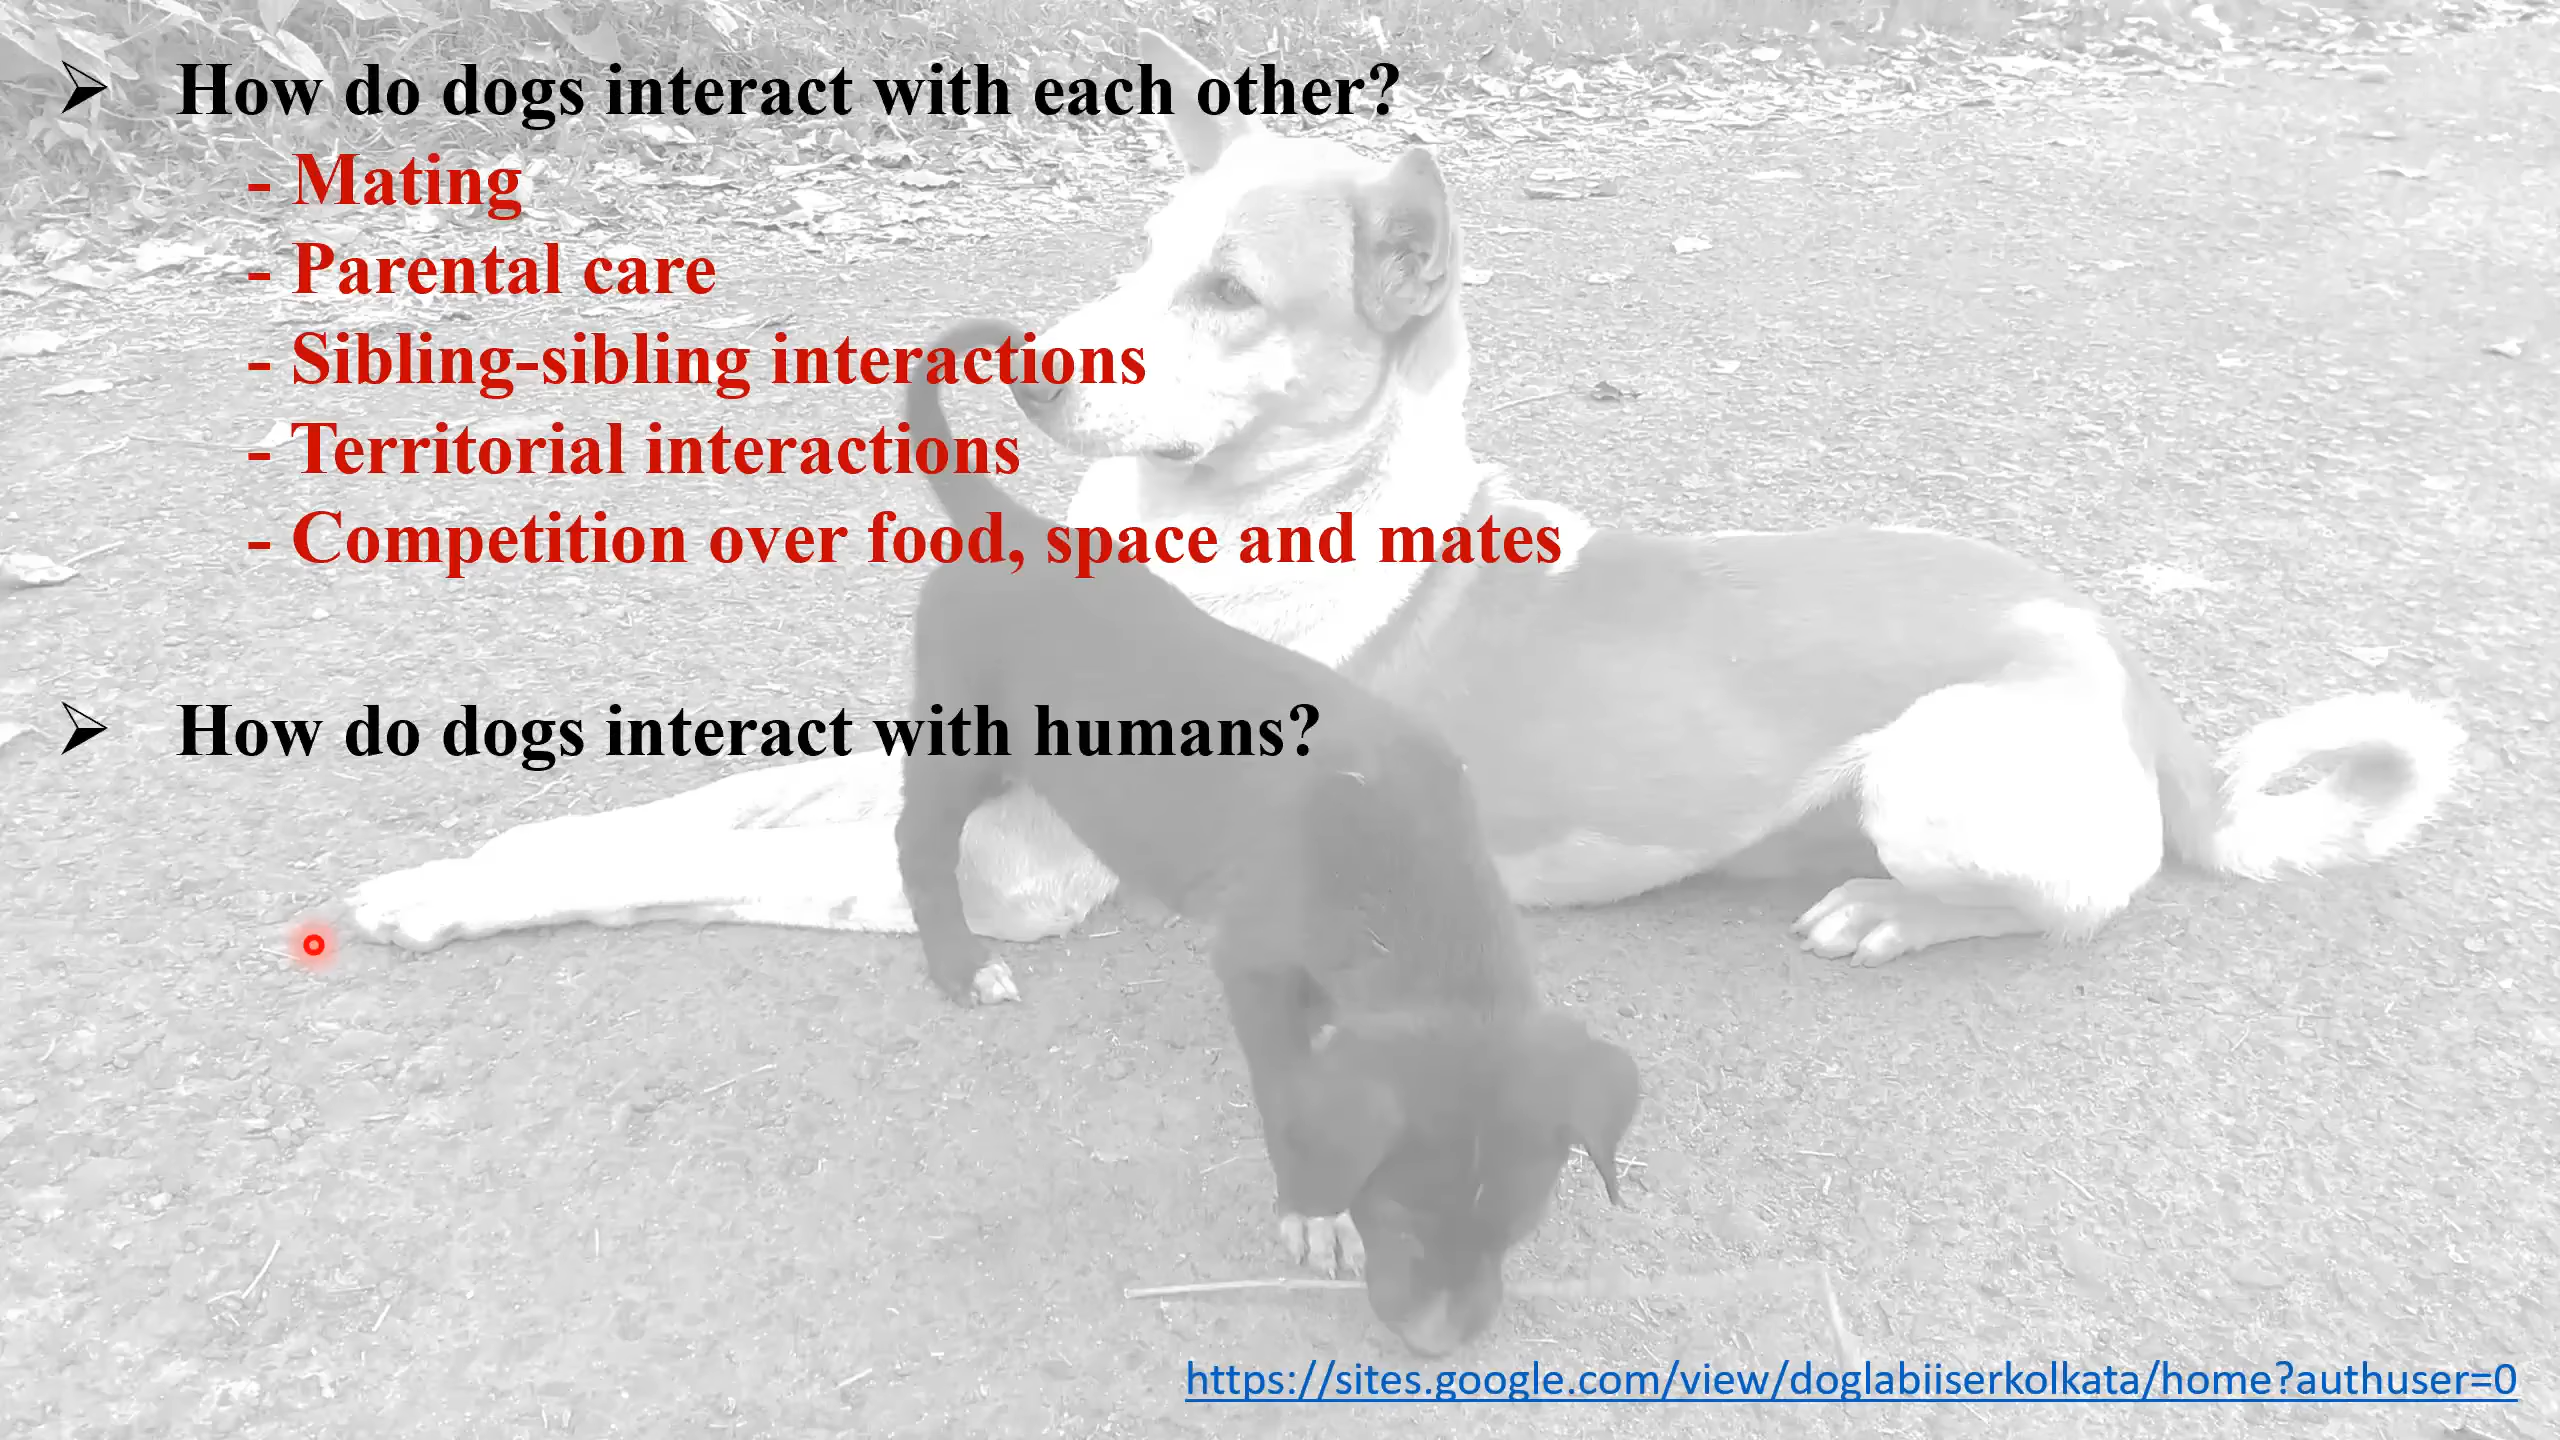 ➢ How do dogs interact with each other?
- Mating
- Parental care
- Sibling-sibling interactions
- Territorial interactions
- Competition over food, space and mates
➢ How do dogs interact with humans?
https://sites.google.com/view/doglabiiserkolkata/home?authuser=0